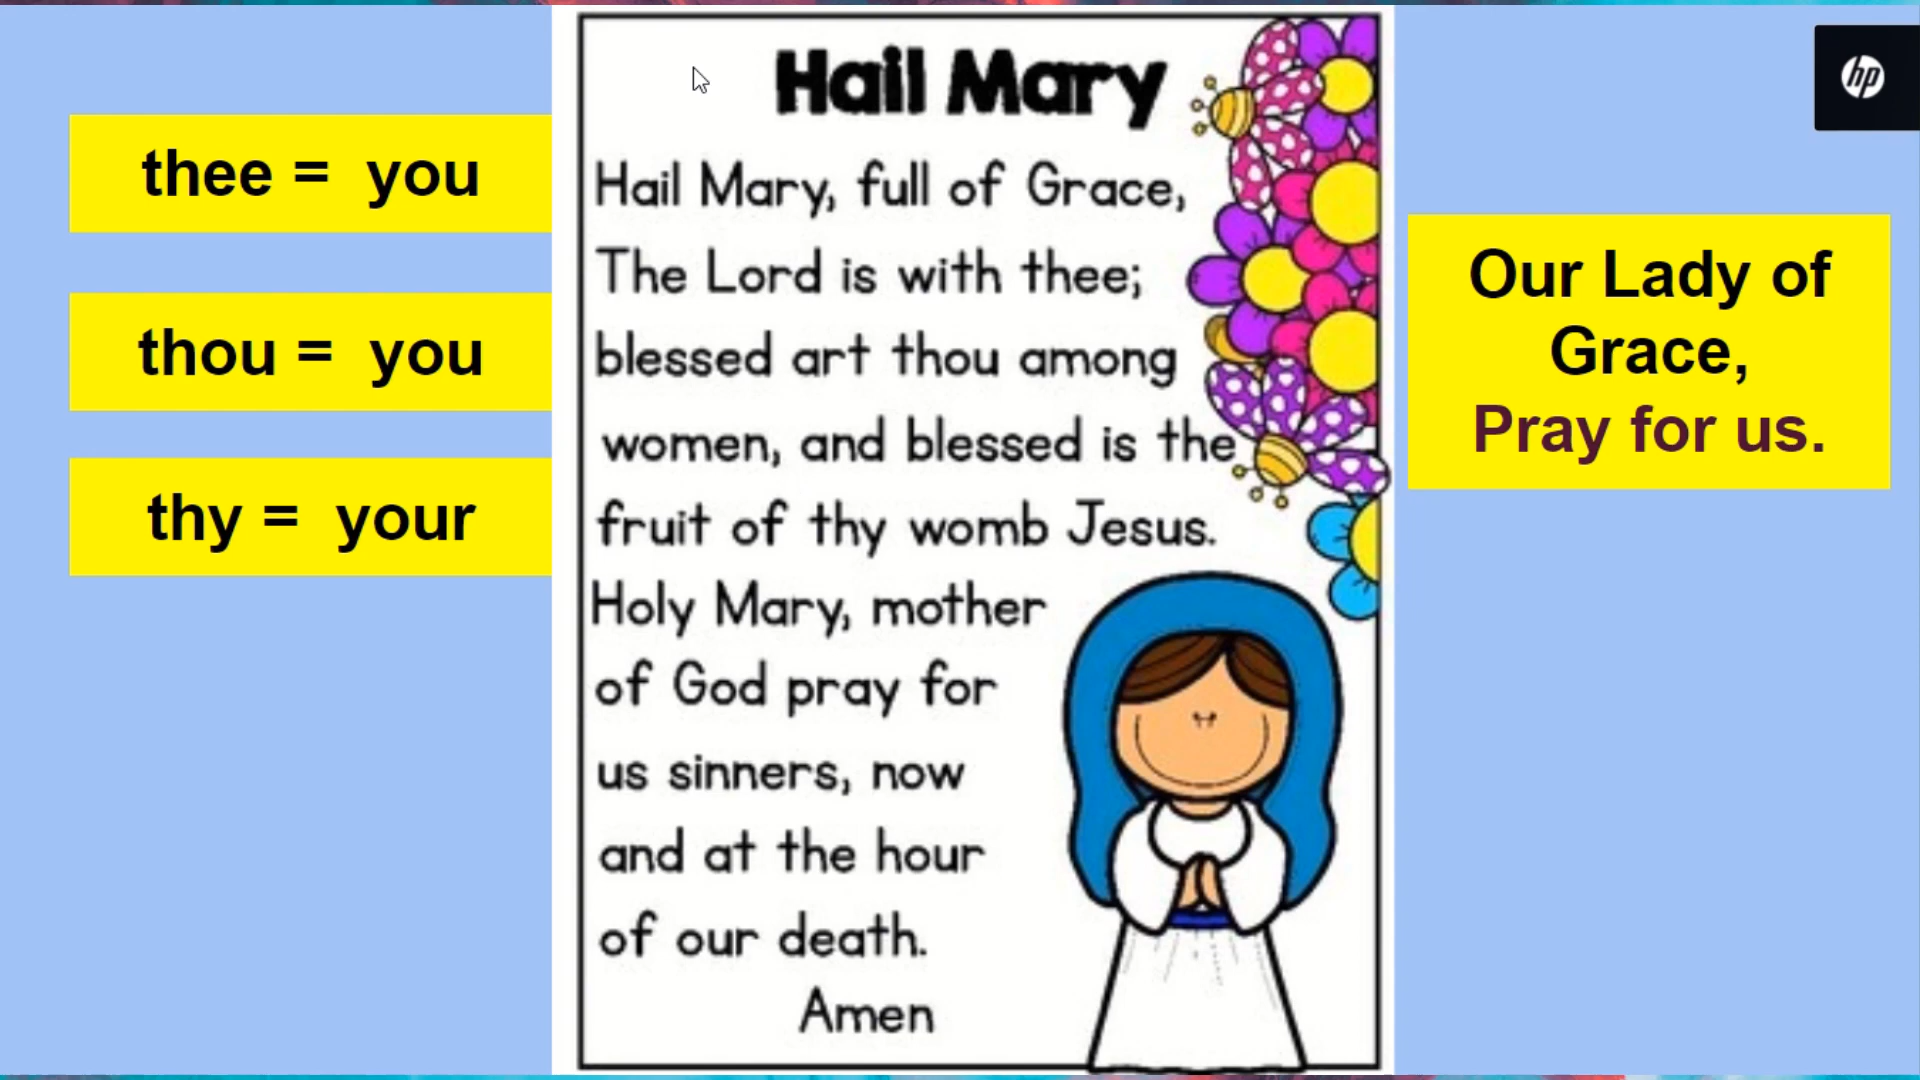 thee = you
thou = you
thy = your
Hail Mary
Hail Mary, full of Grace,
The Lord is with thee;
blessed art thou among
women, and blessed is the
fruit of thy womb Jesus.
Holy Mary, mother
of God pray for
us sinners, now
and at the hour
of our death.
Amen
hp
Our Lady of
Grace,
Pray for us.